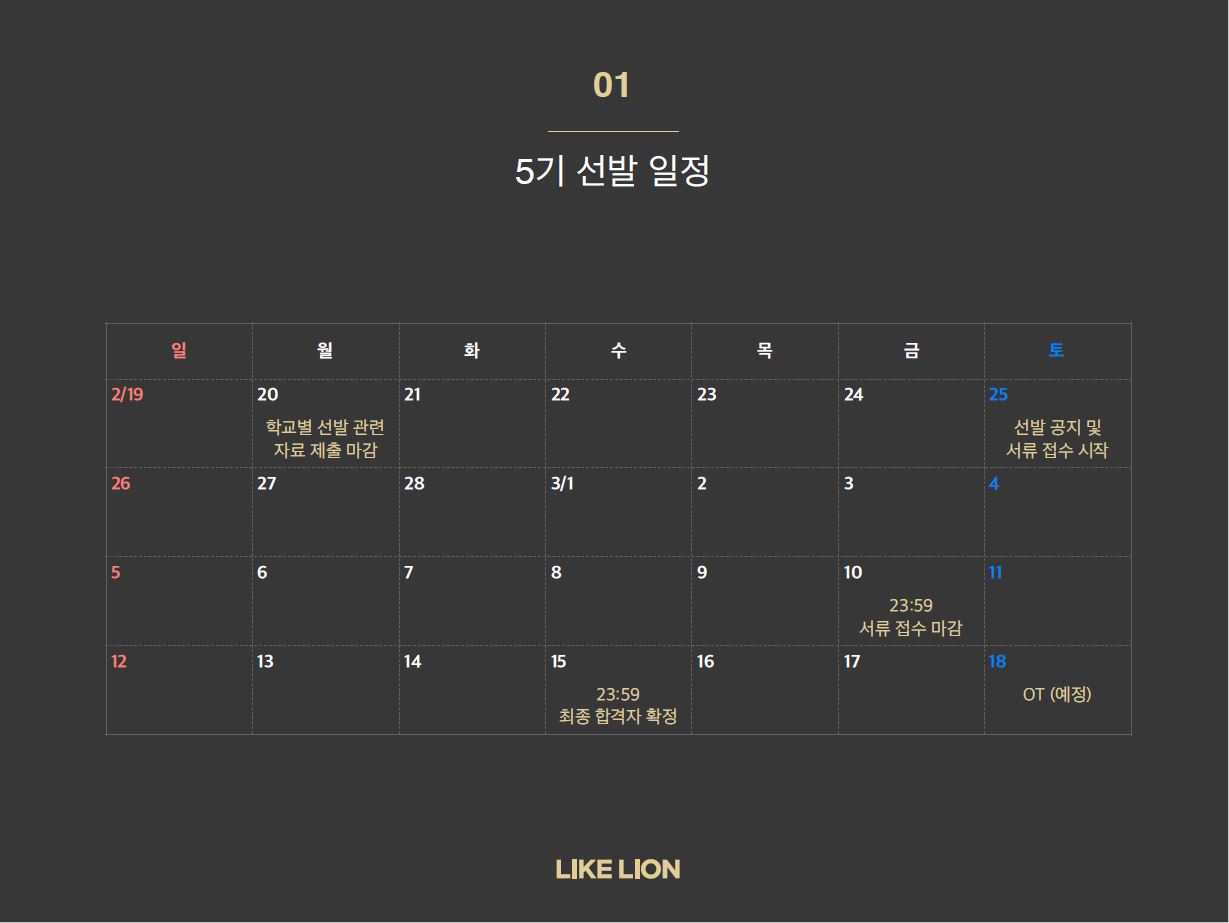 01
5기 선발 일정
일 월 화 수 목 금 토
2/19 20 21 22 23 24 25
학교별 선발 관련 선발 공지 및
자료 제출 마감 서류 접수 시작
26 27 28 3/1 2 3 4
5 6 7 8 9 10 11
23:59
서류 접수 마감
12 13 14 15 16 17 18
23:59 OT (예정)
최종 합격자 확정
LIKE LION